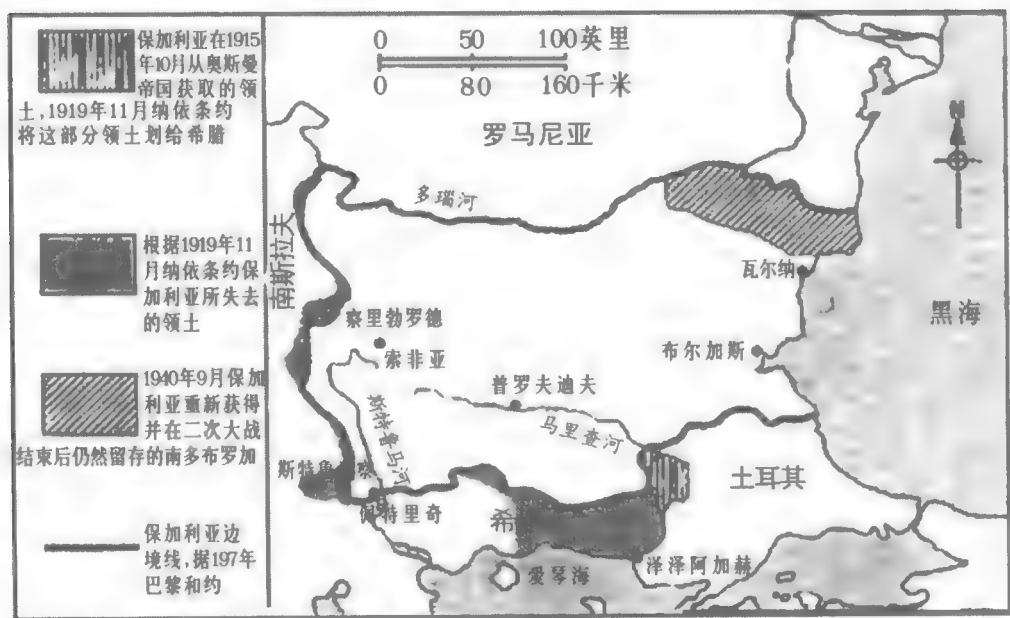 保加利亚在1915
年10月从奥斯曼
帝国获取的领
土,1919年11月纳依条约
将这部分领土划给希腊
根据1919年11
月纳依条约保
加利亚所失去
的领土
1940年9月保加
利亚重新获得
并在二次大战
结束后仍然留存的南多布罗加
保加利亚边
境线,据197年
巴黎和约
0 50 100英里
0 80 160千米
罗马尼亚
N
多瑙河
南斯拉夫
瓦尔纳
黑海
察里勃罗德
索非亚
布尔加斯
普罗夫迪夫
斯特鲁马河
马里查河
斯特鲁
土耳其
特里奇
希
泽泽阿加赫
爱琴海